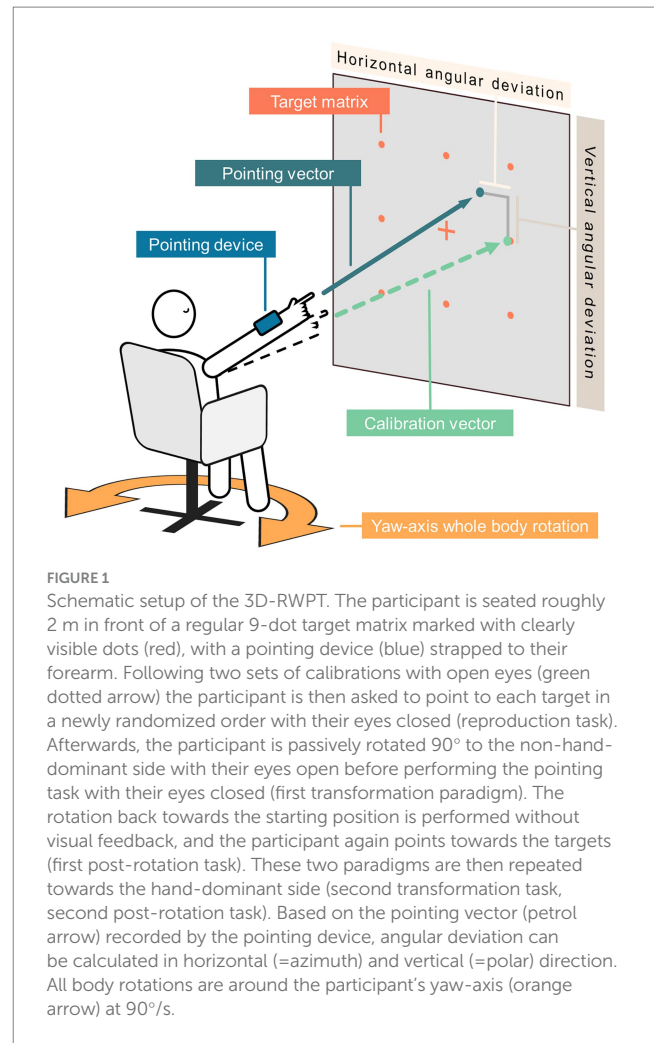 Horizontal angular deviation
Target matrix
Vertical angular deviation
Pointing vector
Pointing device
Calibration vector
Yaw-axis whole body rotation
FIGURE 1
Schematic setup of the 3D-RWPT. The participant is seated roughly
2 m in front of a regular 9-dot target matrix marked with clearly
visible dots (red), with a pointing device (blue) strapped to their
forearm. Following two sets of calibrations with open eyes (green
dotted arrow) the participant is then asked to point to each target in
a newly randomized order with their eyes closed (reproduction task).
Afterwards, the participant is passively rotated 90° to the non-hand-
dominant side with their eyes open before performing the pointing
task with their eyes closed (first transformation paradigm). The
rotation back towards the starting position is performed without
visual feedback, and the participant again points towards the targets
(first post-rotation task). These two paradigms are then repeated
towards the hand-dominant side (second transformation task,
second post-rotation task). Based on the pointing vector (petrol
arrow) recorded by the pointing device, angular deviation can
be calculated in horizontal (=azimuth) and vertical (=polar) direction.
All body rotations are around the participant's yaw-axis (orange
arrow) at 90°/s.